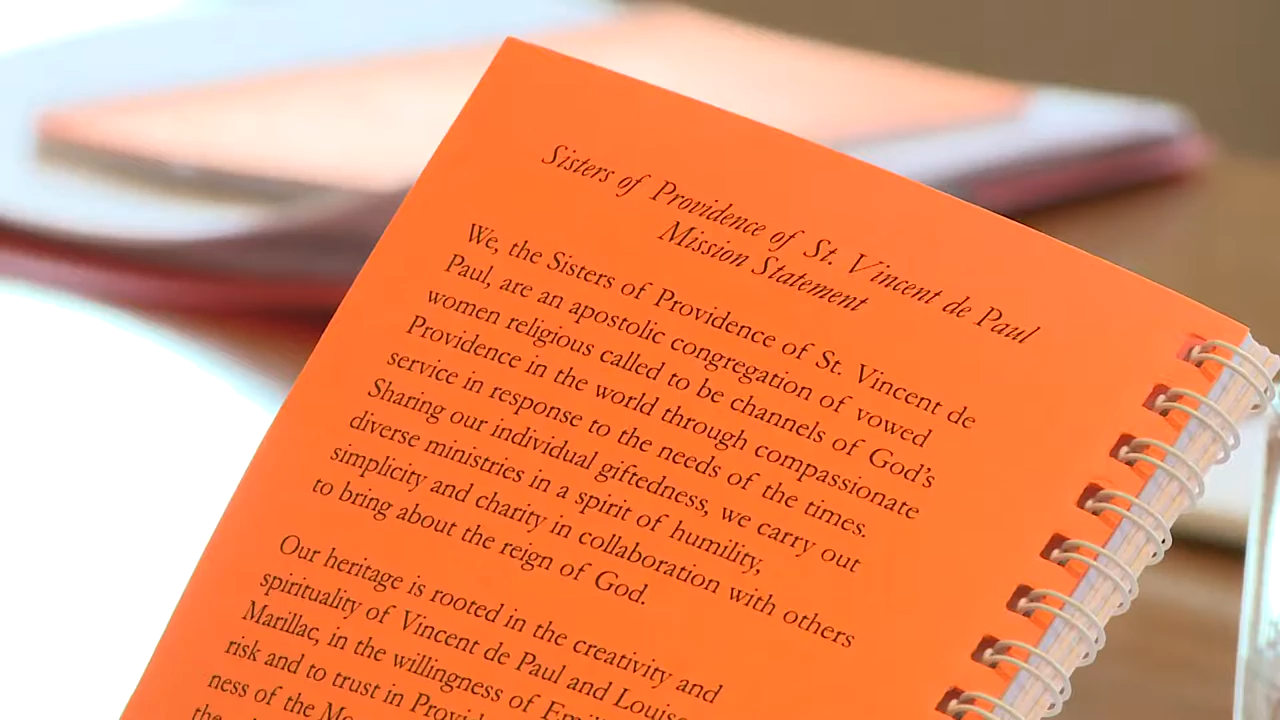 Sisters of Providence of St. Vincent de Paul
Mission Statement
We, the Sisters of Providence of St. Vincent de
Paul, are an apostolic congregation of vowed
women religious called to be channels of God's
Providence in the world through compassionate
service in response to the needs of the times.
Sharing our individual giftedness, we carry out
diverse ministries in a spirit of humility,
simplicity and charity in collaboration with others
to bring about the reign of God.
Our heritage is rooted in the creativity and
spirituality of Vincent de Paul and Louise
Marillac, in the willingness of
risk and to trust in
ness of the